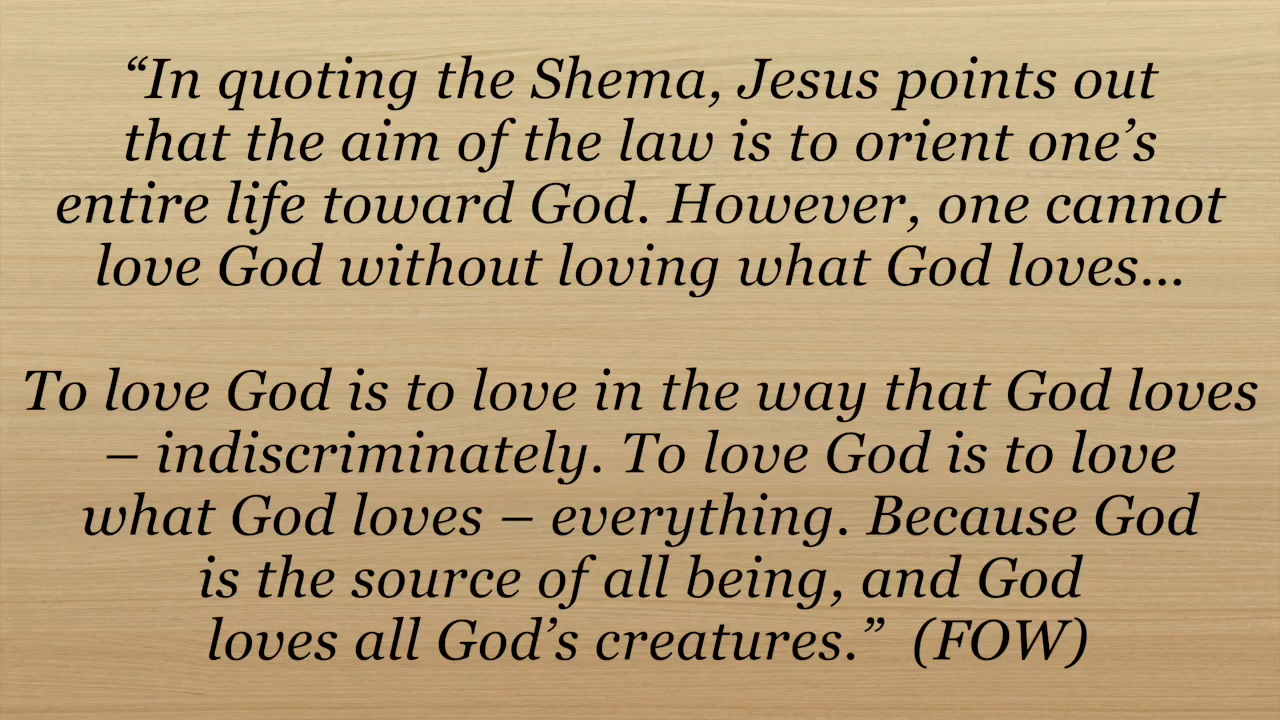 “In quoting the Shema, Jesus points out
that the aim of the law is to orient one’s
entire life toward God. However, one cannot
love God without loving what God loves…
To love God is to love in the way that God loves
– indiscriminately. To love God is to love
what God loves – everything. Because God
is the source of all being, and God
loves all God’s creatures.” (FOW)